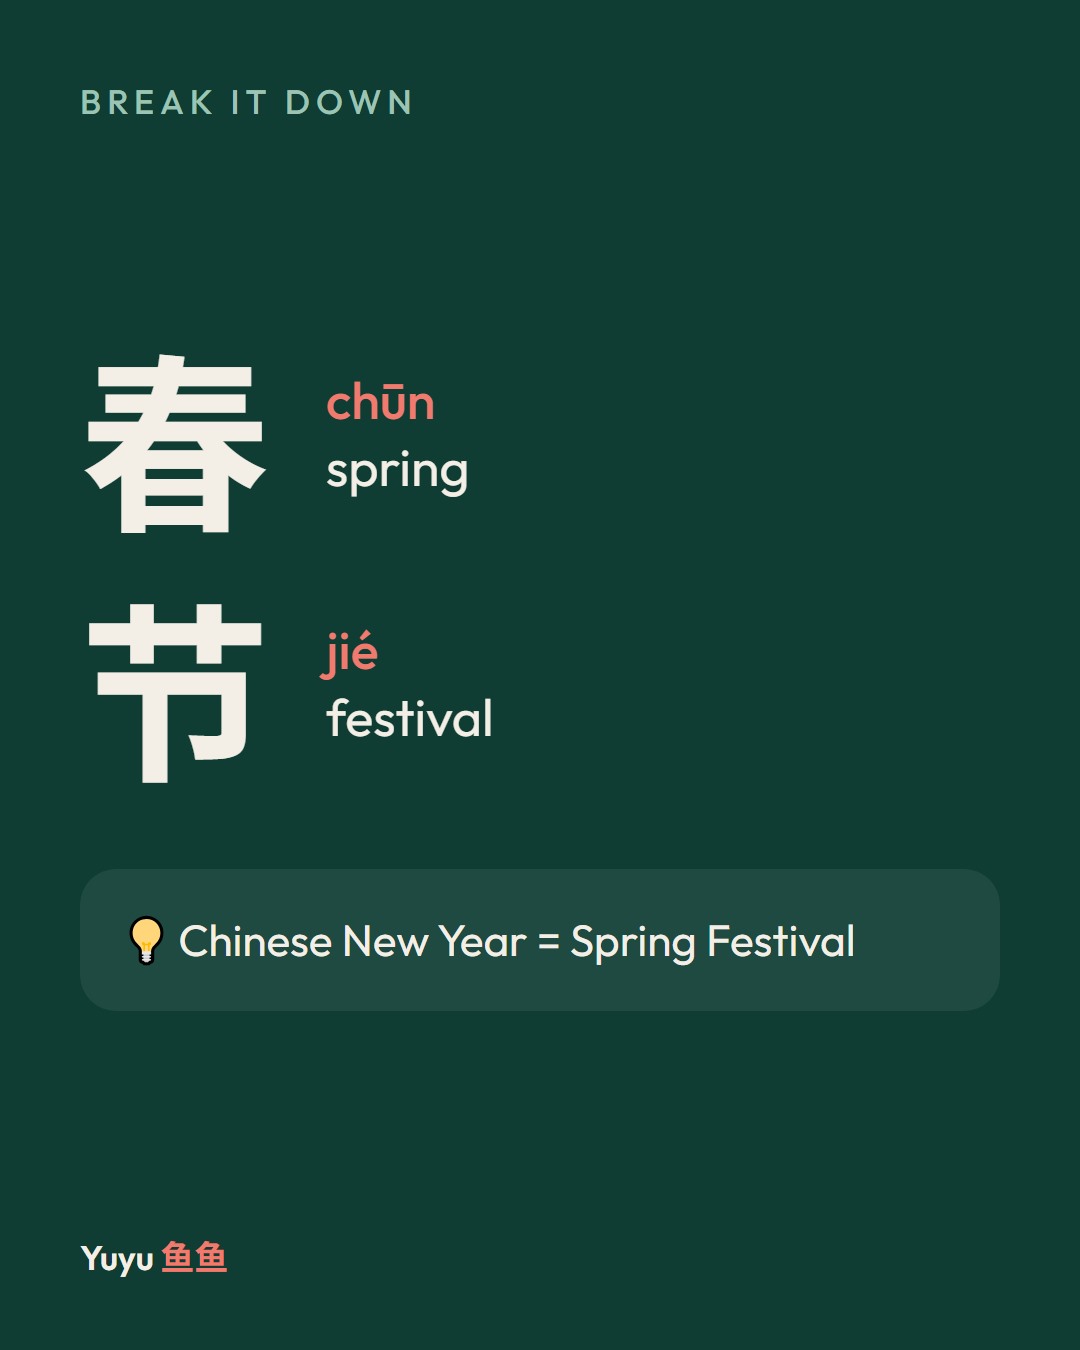 BREAK IT DOWN
春
chūn
spring
节
jié
festival
💡 Chinese New Year = Spring Festival
Yuyu 鱼鱼